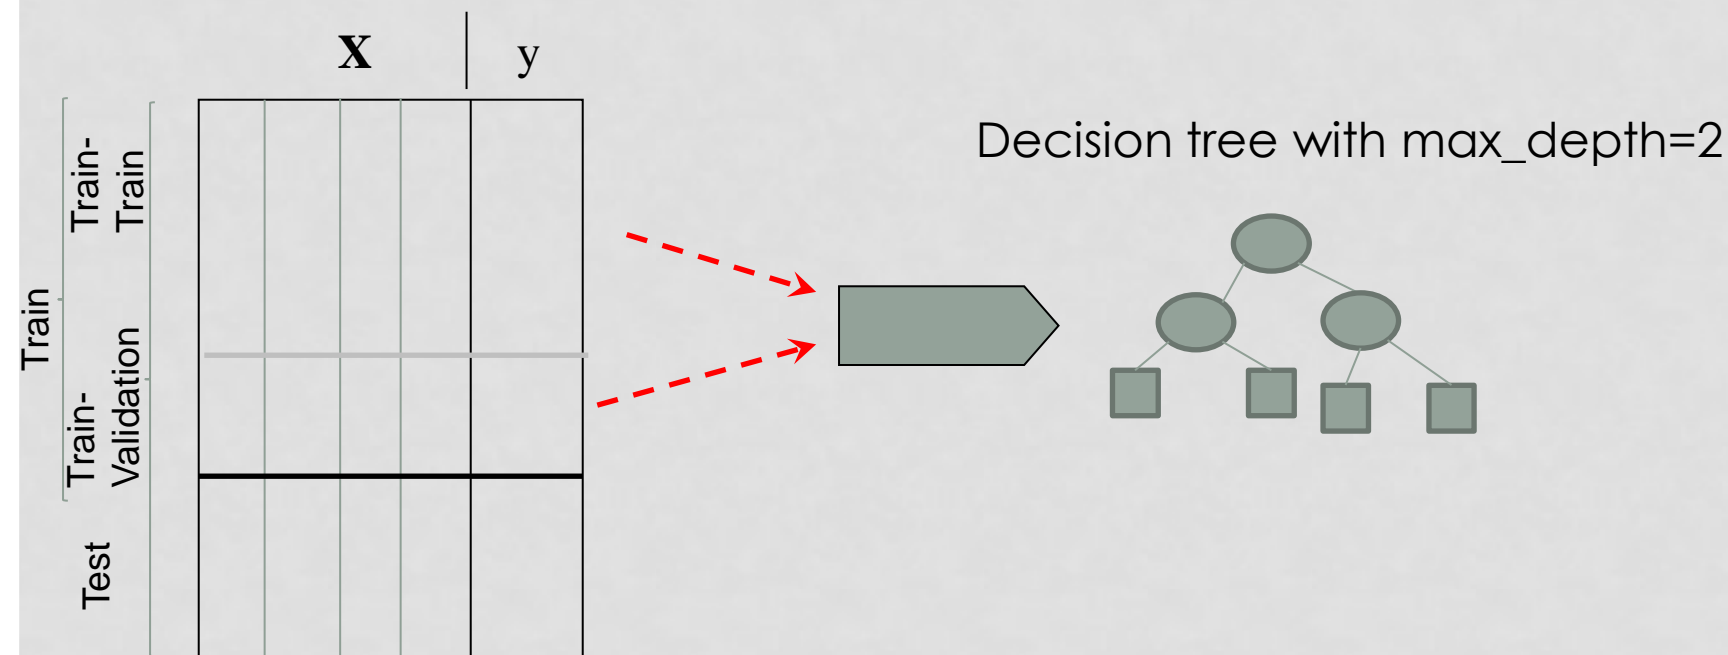 X
y
Decision tree with max_depth=2
Train
Train-
Train
Train-
Validation
Test